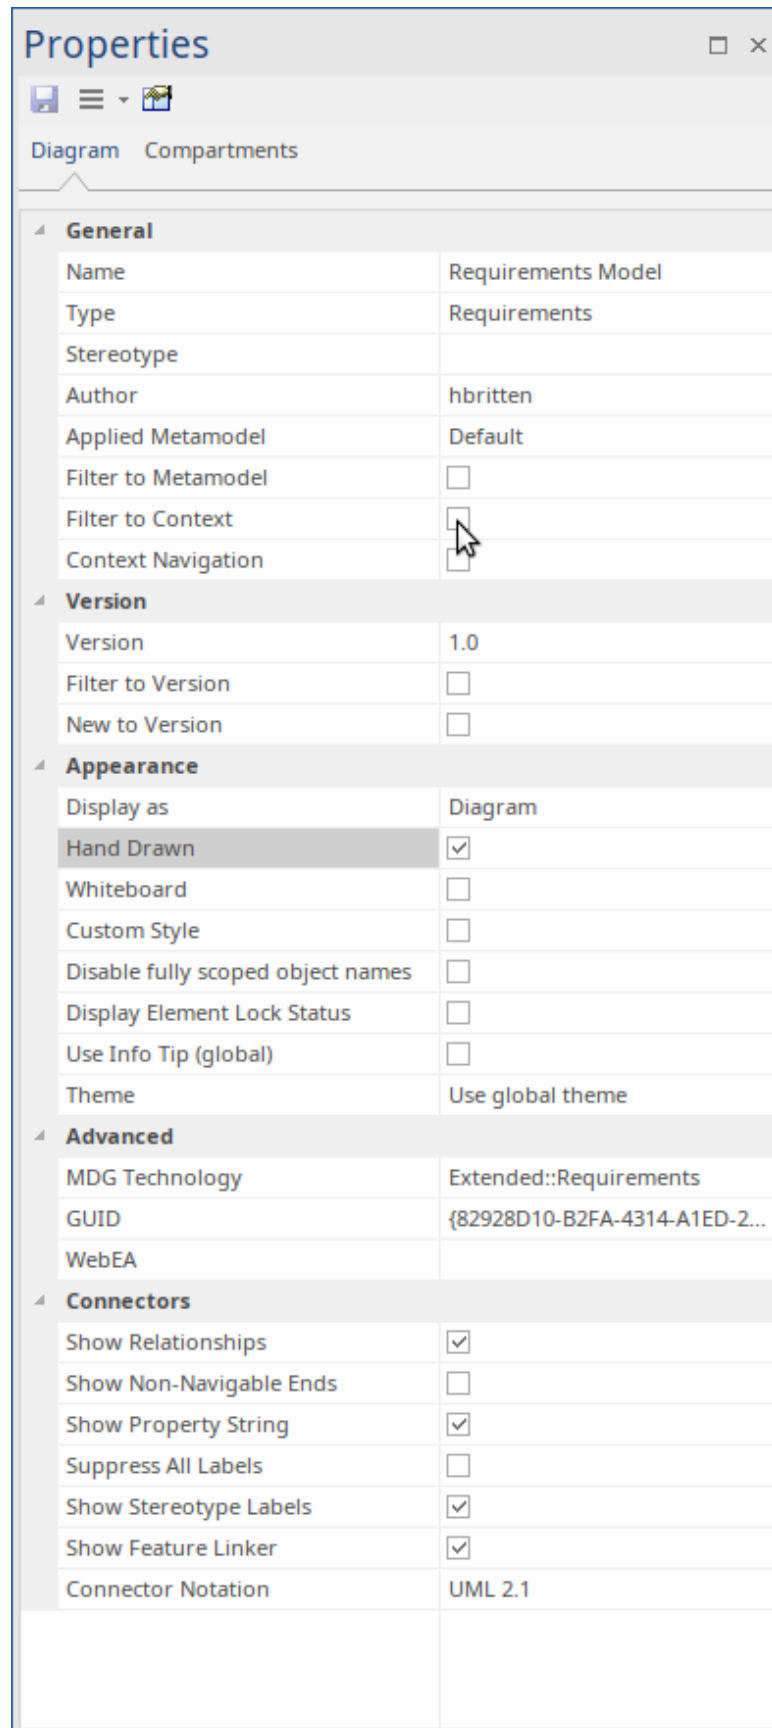 Properties
Diagram Compartments
General
Name Requirements Model
Type Requirements
Stereotype
Author hbritten
Applied Metamodel Default
Filter to Metamodel
Filter to Context
Context Navigation
Version
Version 1.0
Filter to Version
New to Version
Appearance
Display as Diagram
Hand Drawn
Whiteboard
Custom Style
Disable fully scoped object names
Display Element Lock Status
Use Info Tip (global)
Theme Use global theme
Advanced
MDG Technology Extended::Requirements
GUID {82928D10-B2FA-4314-A1ED-2...
WebEA
Connectors
Show Relationships
Show Non-Navigable Ends
Show Property String
Suppress All Labels
Show Stereotype Labels
Show Feature Linker
Connector Notation UML 2.1